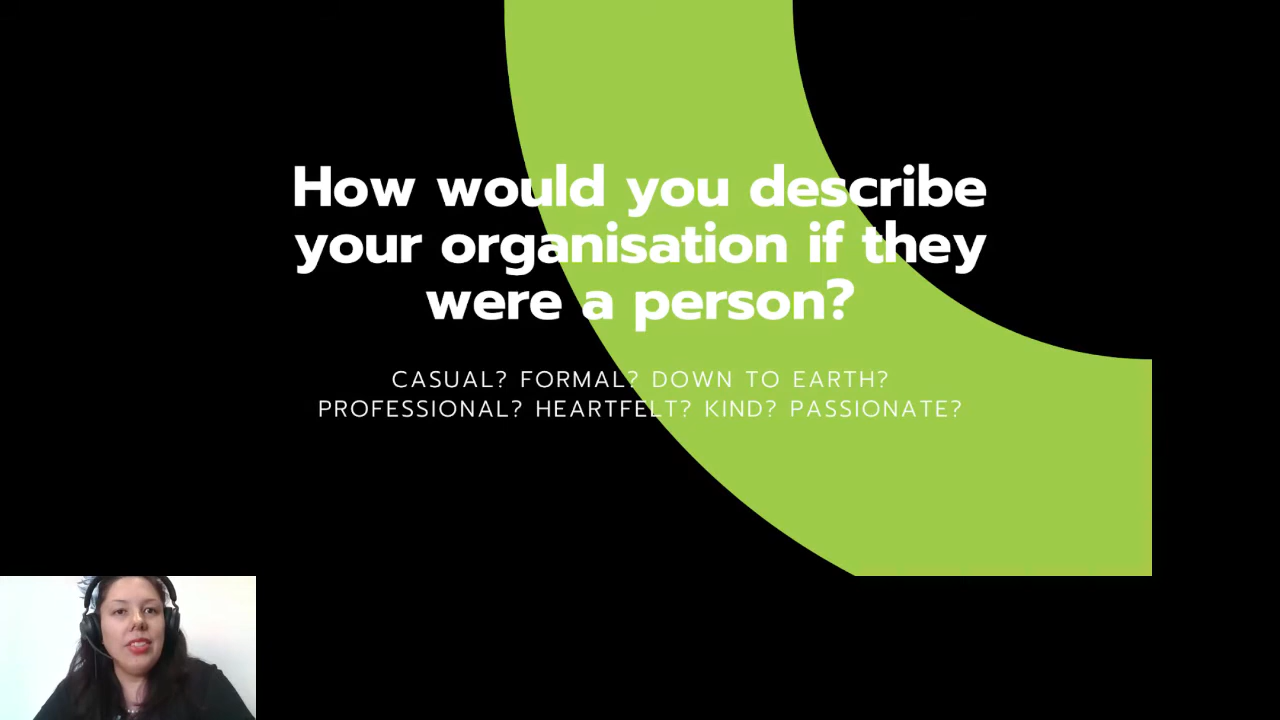 How would you describe
your organisation if they
were a person?
CASUAL? FORMAL? DOWN TO EARTH?
PROFESSIONAL? HEARTFELT? KIND? PASSIONATE?